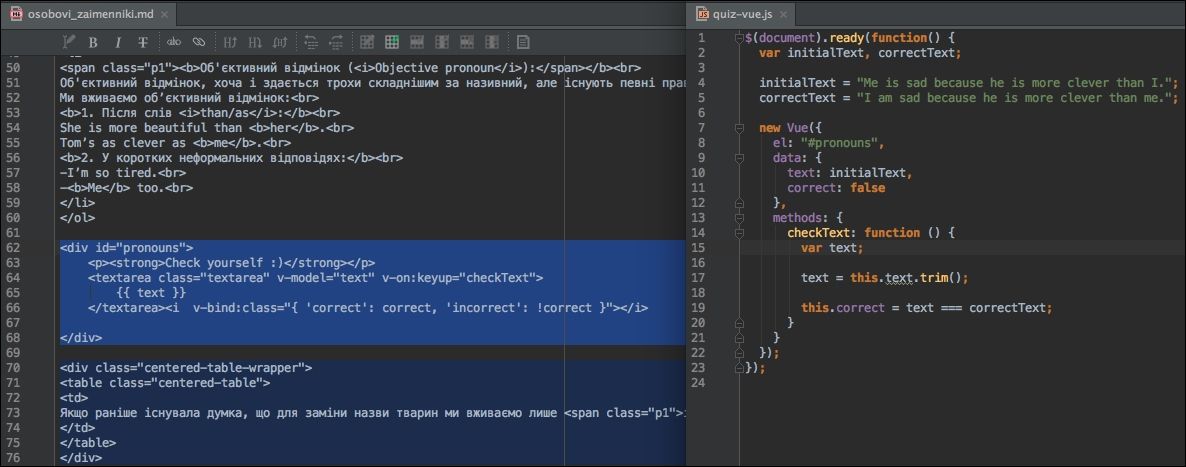 osobovi_zaimenniki.md
B I T abc H↑ H↓ (H)
50 <span class="p1"><b>Об'єктивний відмінок (<i>Objective pronoun</i>):</span></b><br>
51 Об'єктивний відмінок, хоча і здається трохи складнішим за називний, але існують певні прав
52 Ми вживаємо об’єктивний відмінок:<br>
53 <b>1. Після слів <i>than/as</i>:</b><br>
54 She is more beautiful than <b>her</b>.<br>
55 Tom’s as clever as <b>me</b>.<br>
56 <b>2. У коротких неформальних відповідях:</b><br>
57 –I’m so tired.<br>
58 –<b>Me</b> too.<br>
59 </li>
60 </ol>
61
62 <div id="pronouns">
63 <p><strong>Check yourself :)</strong></p>
64 <textarea class="textarea" v-model="text" v-on:keyup="checkText">
65 {{ text }}
66 </textarea><i  v-bind:class="{ 'correct': correct, 'incorrect': !correct }"></i>
67
68 </div>
69
70 <div class="centered-table-wrapper">
71 <table class="centered-table">
72 <td>
73 Якщо раніше існувала думка, що для заміни назви тварин ми вживаємо лише <span class="p1">
74 </td>
75 </table>
76 </div>
quiz-vue.js
1 $(document).ready(function() {
2 var initialText, correctText;
3
4 initialText = "Me is sad because he is more clever than I.";
5 correctText = "I am sad because he is more clever than me.";
6
7 new Vue({
8 el: "#pronouns",
9 data: {
10 text: initialText,
11 correct: false
12 },
13 methods: {
14 checkText: function () {
15 var text;
16
17 text = this.text.trim();
18
19 this.correct = text === correctText;
20 }
21 }
22 });
23 });
24